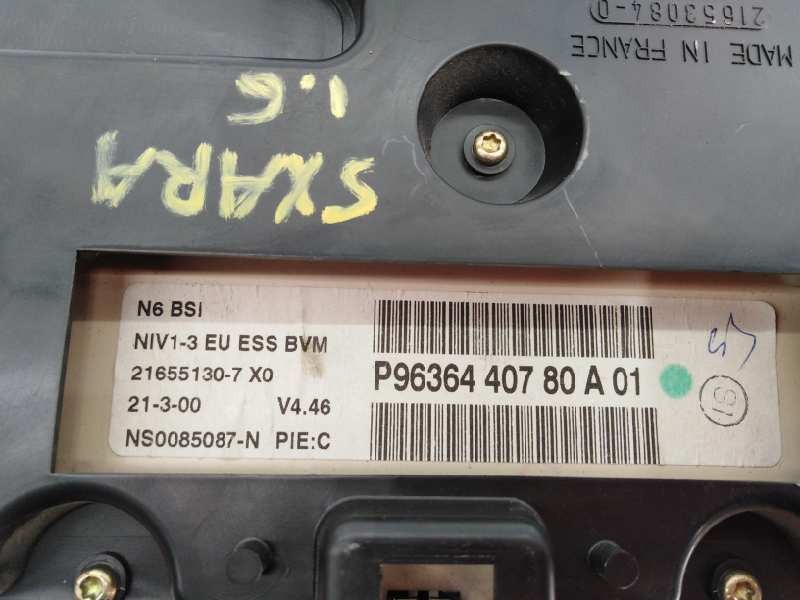 21653084-0
MADE IN FRANCE
SXARA
1.6
N6 BSI
NIV1-3 EU ESS BVM
21655130-7 X0
21-3-00 V4.46
NS0085087-N PIE:C
P96364 407 80 A 01